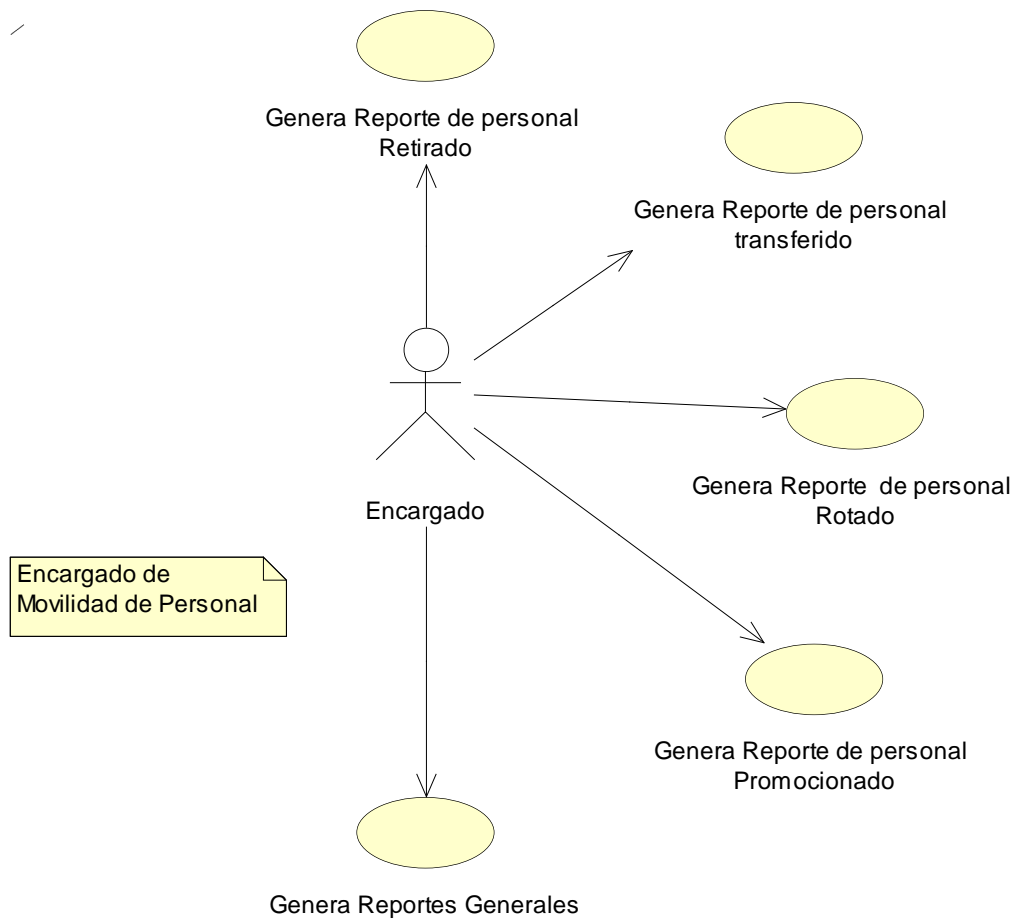 Genera Reporte de personal
Retirado
Genera Reporte de personal
transferido
Genera Reporte  de personal
Rotado
Encargado
Encargado de
Movilidad de Personal
Genera Reporte de personal
Promocionado
Genera Reportes Generales